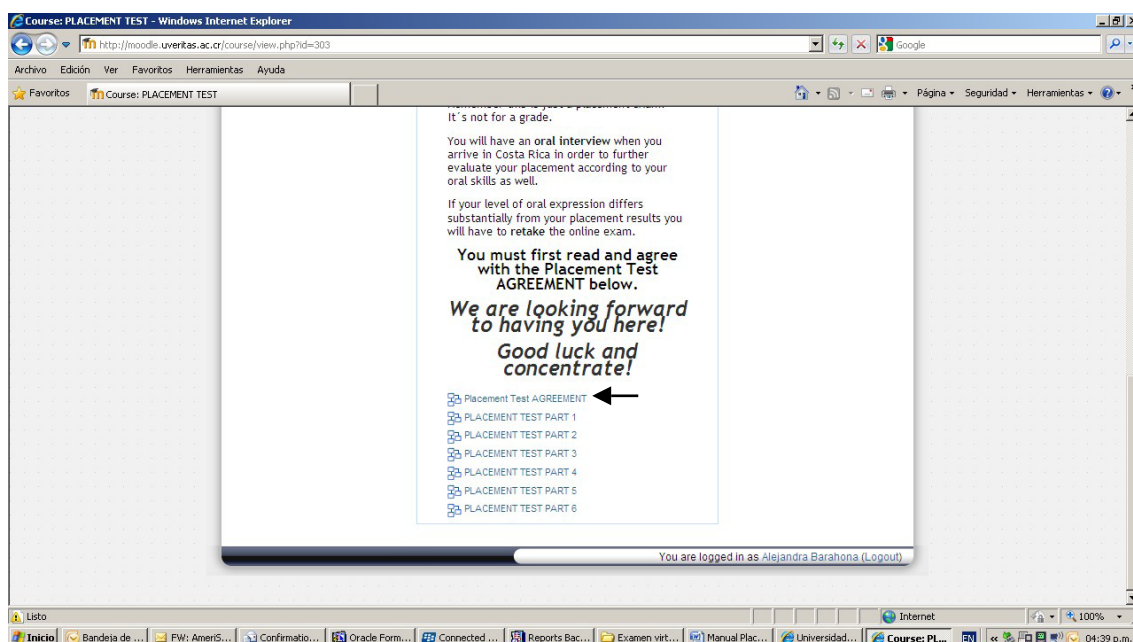 Course: PLACEMENT TEST - Windows Internet Explorer
http://moodle.uveritas.ac.cr/course/view.php?id=303
Google
Archivo Edición Ver Favoritos Herramientas Ayuda
Favoritos Course: PLACEMENT TEST Página Seguridad Herramientas
It´s not for a grade.
You will have an oral interview when you
arrive in Costa Rica in order to further
evaluate your placement according to your
oral skills as well.
If your level of oral expression differs
substantially from your placement results you
will have to retake the online exam.
You must first read and agree
with the Placement Test
AGREEMENT below.
We are looking forward
to having you here!
Good luck and
concentrate!
Placement Test AGREEMENT
PLACEMENT TEST PART 1
PLACEMENT TEST PART 2
PLACEMENT TEST PART 3
PLACEMENT TEST PART 4
PLACEMENT TEST PART 5
PLACEMENT TEST PART 6
You are logged in as Alejandra Barahona (Logout)
Listo Internet 100%
Inicio Bandeja de ... FW: AmeriS... Confirmatio... Oracle Form... Connected ... Reports Bac... Examen virt... Manual Plac... Universidad... Course: PL... EN 04:39 p.m.